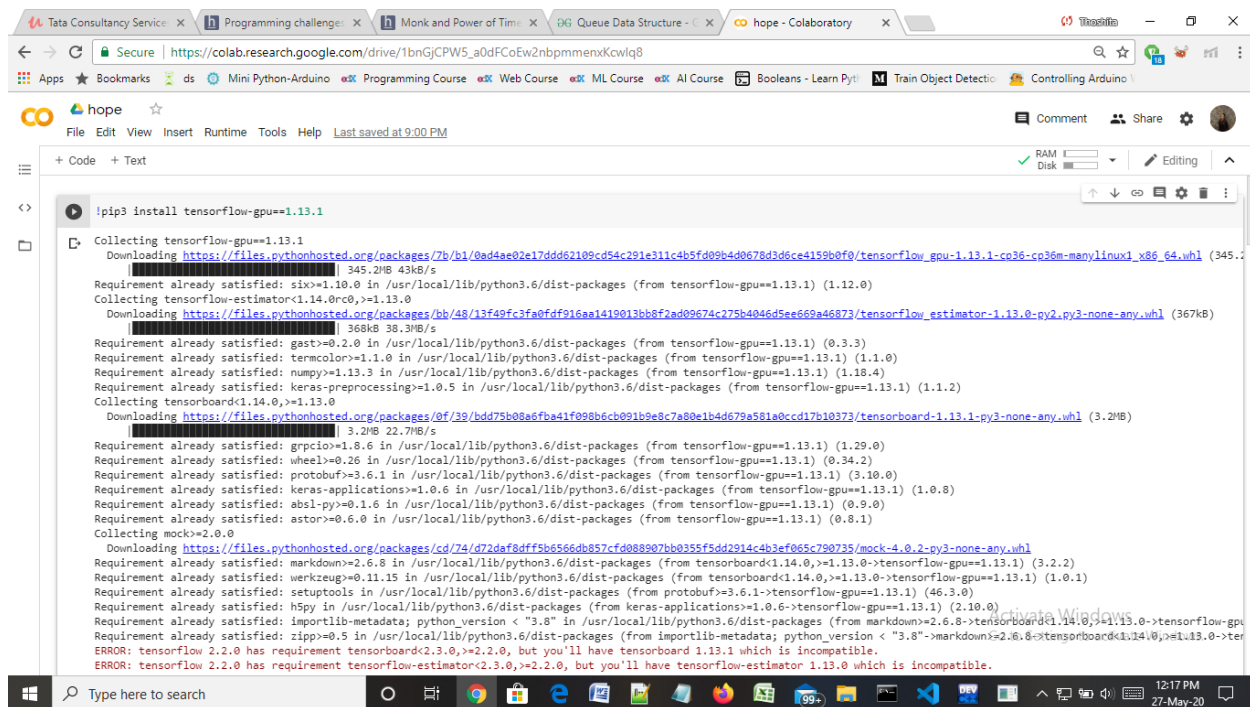 Tata Consultancy Service
Programming challenges
Monk and Power of Time
Queue Data Structure - G
hope - Colaboratory
Thoshita
Secure | https://colab.research.google.com/drive/1bnGjCPW5_a0dFCoEw2nbpmmenxKcwIq8
18
Apps Bookmarks ds Mini Python-Arduino edX Programming Course edX Web Course edX ML Course edX AI Course Booleans - Learn Pyt M Train Object Detectio Controlling Arduino
hope
Comment Share
File Edit View Insert Runtime Tools Help Last saved at 9:00 PM
+ Code + Text
RAM
Disk
Editing
!pip3 install tensorflow-gpu==1.13.1
Collecting tensorflow-gpu==1.13.1
Downloading https://files.pythonhosted.org/packages/7b/b1/0ad4ae02e17ddd62109cd54c291e311c4b5fd09b4d0678d3d6ce4159b0f0/tensorflow_gpu-1.13.1-cp36-cp36m-manylinux1_x86_64.whl (345.2
345.2MB 43kB/s
Requirement already satisfied: six>=1.10.0 in /usr/local/lib/python3.6/dist-packages (from tensorflow-gpu==1.13.1) (1.12.0)
Collecting tensorflow-estimator<1.14.0rc0,>=1.13.0
Downloading https://files.pythonhosted.org/packages/bb/48/13f49fc3fa0fdf916aa1419013bb8f2ad09674c275b4046d5ee669a46873/tensorflow_estimator-1.13.0-py2.py3-none-any.whl (367kB)
368kB 38.3MB/s
Requirement already satisfied: gast>=0.2.0 in /usr/local/lib/python3.6/dist-packages (from tensorflow-gpu==1.13.1) (0.3.3)
Requirement already satisfied: termcolor>=1.1.0 in /usr/local/lib/python3.6/dist-packages (from tensorflow-gpu==1.13.1) (1.1.0)
Requirement already satisfied: numpy>=1.13.3 in /usr/local/lib/python3.6/dist-packages (from tensorflow-gpu==1.13.1) (1.18.4)
Requirement already satisfied: keras-preprocessing>=1.0.5 in /usr/local/lib/python3.6/dist-packages (from tensorflow-gpu==1.13.1) (1.1.2)
Collecting tensorboard<1.14.0,>=1.13.0
Downloading https://files.pythonhosted.org/packages/0f/39/bdd75b08a6fba41f098b6cb091b9e8c7a80e1b4d679a581a0ccd17b10373/tensorboard-1.13.1-py3-none-any.whl (3.2MB)
3.2MB 22.7MB/s
Requirement already satisfied: grpcio>=1.8.6 in /usr/local/lib/python3.6/dist-packages (from tensorflow-gpu==1.13.1) (1.29.0)
Requirement already satisfied: wheel>=0.26 in /usr/local/lib/python3.6/dist-packages (from tensorflow-gpu==1.13.1) (0.34.2)
Requirement already satisfied: protobuf>=3.6.1 in /usr/local/lib/python3.6/dist-packages (from tensorflow-gpu==1.13.1) (3.10.0)
Requirement already satisfied: keras-applications>=1.0.6 in /usr/local/lib/python3.6/dist-packages (from tensorflow-gpu==1.13.1) (1.0.8)
Requirement already satisfied: absl-py>=0.1.6 in /usr/local/lib/python3.6/dist-packages (from tensorflow-gpu==1.13.1) (0.9.0)
Requirement already satisfied: astor>=0.6.0 in /usr/local/lib/python3.6/dist-packages (from tensorflow-gpu==1.13.1) (0.8.1)
Collecting mock>=2.0.0
Downloading https://files.pythonhosted.org/packages/cd/74/d72daf8dff5b6566db857cfd088907bb0355f5dd2914c4b3ef065c790735/mock-4.0.2-py3-none-any.whl
Requirement already satisfied: markdown>=2.6.8 in /usr/local/lib/python3.6/dist-packages (from tensorboard<1.14.0,>=1.13.0->tensorflow-gpu==1.13.1) (3.2.2)
Requirement already satisfied: werkzeug>=0.11.15 in /usr/local/lib/python3.6/dist-packages (from tensorboard<1.14.0,>=1.13.0->tensorflow-gpu==1.13.1) (1.0.1)
Requirement already satisfied: setuptools in /usr/local/lib/python3.6/dist-packages (from protobuf>=3.6.1->tensorflow-gpu==1.13.1) (46.3.0)
Requirement already satisfied: h5py in /usr/local/lib/python3.6/dist-packages (from keras-applications>=1.0.6->tensorflow-gpu==1.13.1) (2.10.0)
Activate Windows
Requirement already satisfied: importlib-metadata; python_version < "3.8" in /usr/local/lib/python3.6/dist-packages (from markdown>=2.6.8->tensorboard<1.14.0,>=1.13.0->tensorflow-gpu
Requirement already satisfied: zipp>=0.5 in /usr/local/lib/python3.6/dist-packages (from importlib-metadata; python_version < "3.8"->markdown>=2.6.8->tensorboard<1.14.0,>=1.13.0->ter
ERROR: tensorflow 2.2.0 has requirement tensorboard<2.3.0,>=2.2.0, but you'll have tensorboard 1.13.1 which is incompatible.
ERROR: tensorflow 2.2.0 has requirement tensorflow-estimator<2.3.0,>=2.2.0, but you'll have tensorflow-estimator 1.13.0 which is incompatible.
Type here to search
99+
DEV
12:17 PM
27-May-20